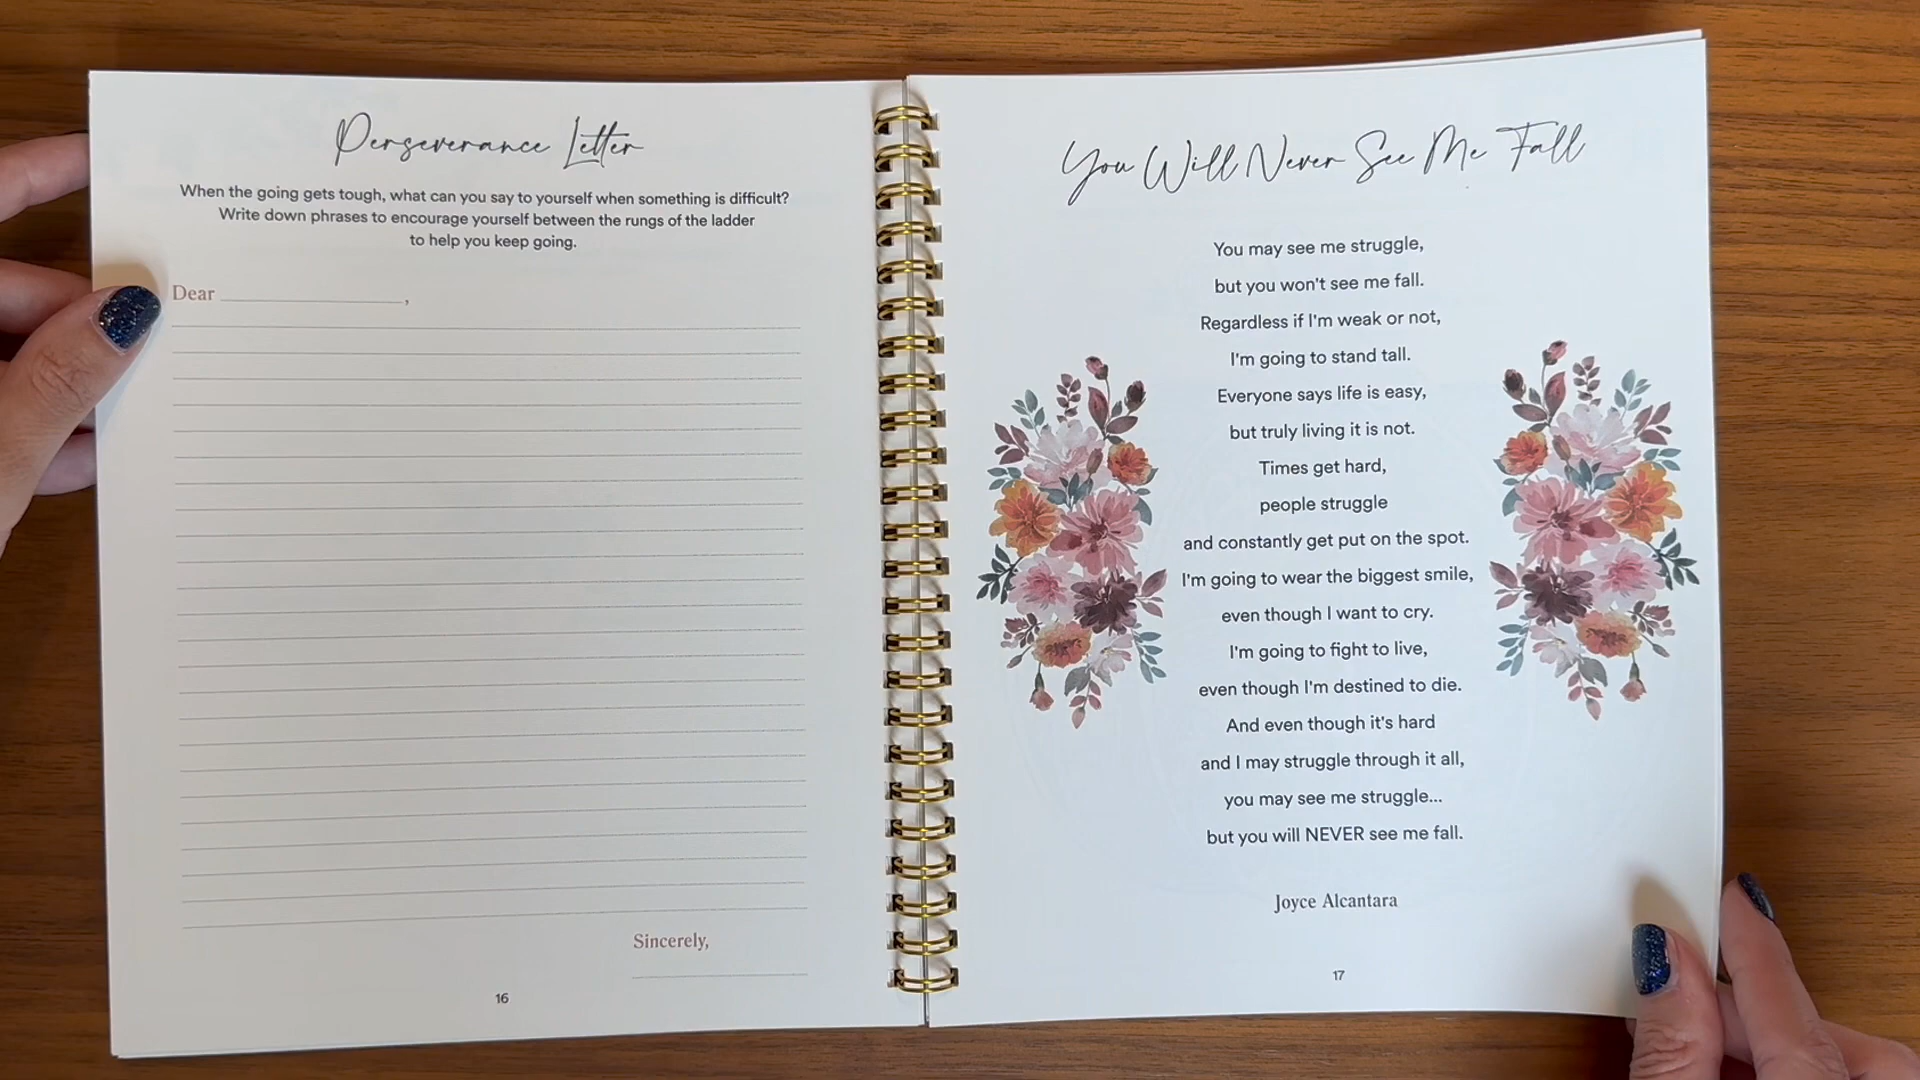 Perseverance Letter
When the going gets tough, what can you say to yourself when something is difficult?
Write down phrases to encourage yourself between the rungs of the ladder
to help you keep going.
Dear ,
Sincerely,
16
You Will Never See Me Fall
You may see me struggle,
but you won't see me fall.
Regardless if I'm weak or not,
I'm going to stand tall.
Everyone says life is easy,
but truly living it is not.
Times get hard,
people struggle
and constantly get put on the spot.
I'm going to wear the biggest smile,
even though I want to cry.
I'm going to fight to live,
even though I'm destined to die.
And even though it's hard
and I may struggle through it all,
you may see me struggle...
but you will NEVER see me fall.
Joyce Alcantara
17